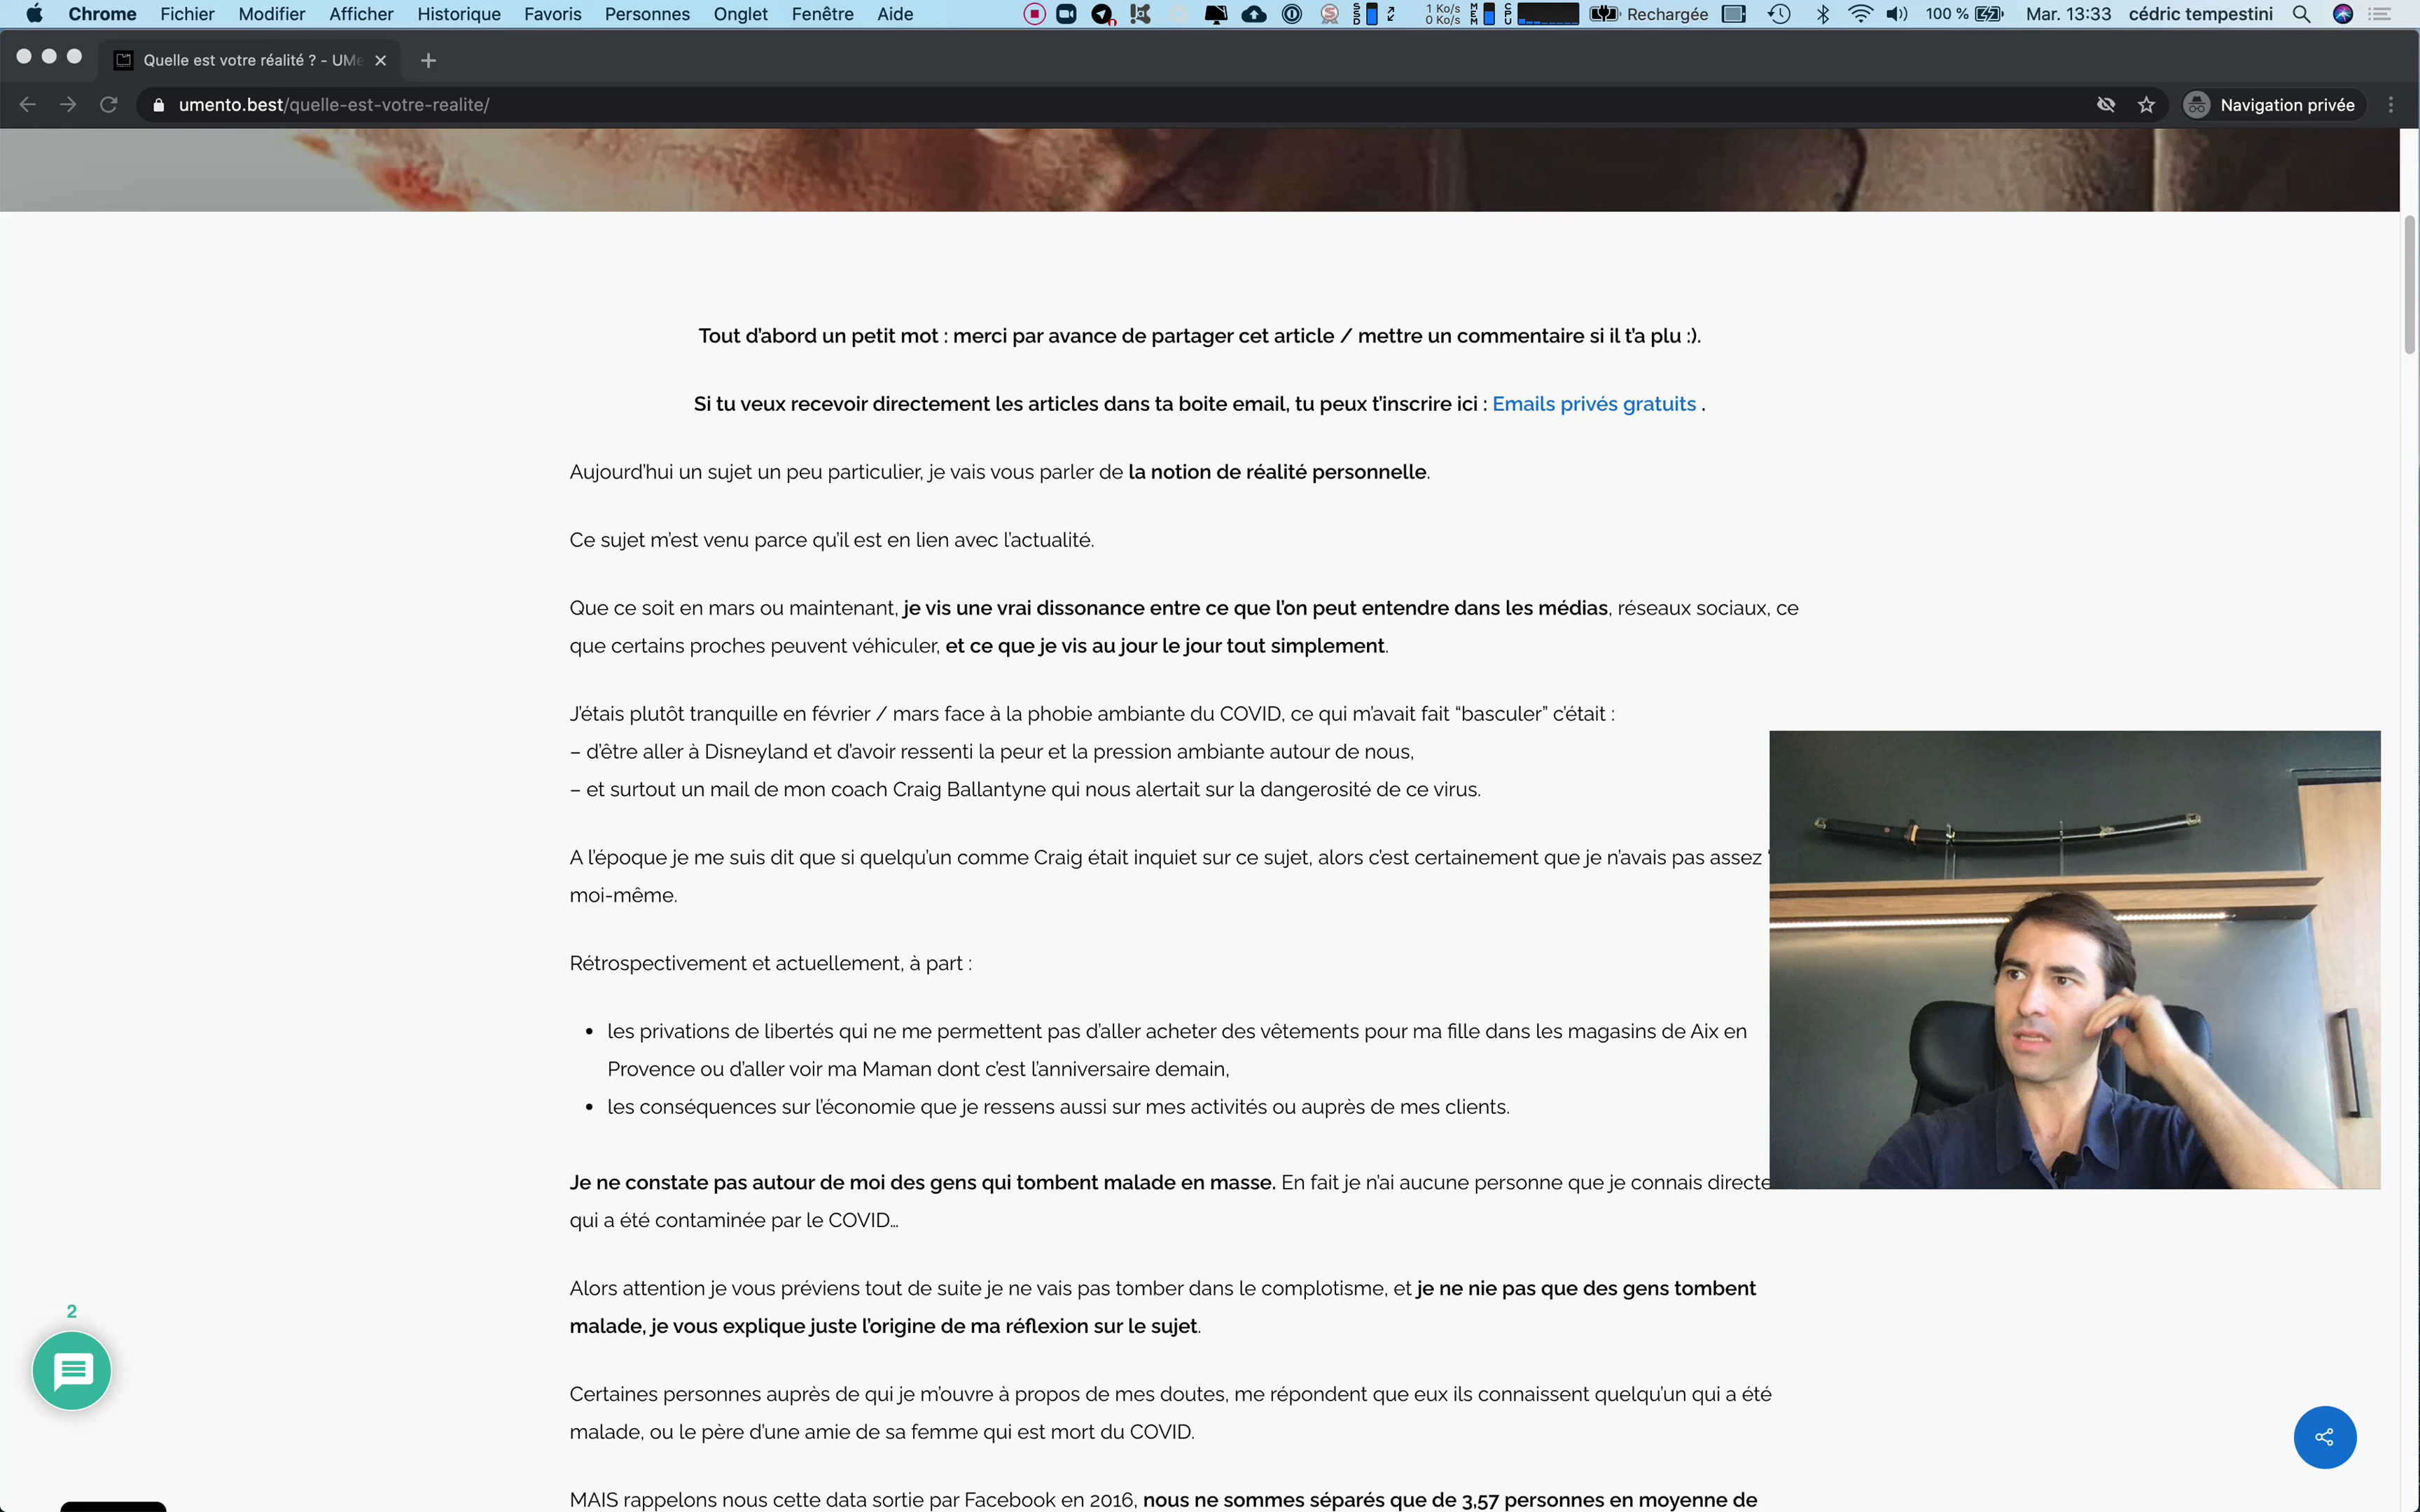 Chrome Fichier Modifier Afficher Historique Favoris Personnes Onglet Fenêtre Aide 1 Ko/s 0 Ko/s Rechargée 100 % Mar. 13:33 cédric tempestini
Quelle est votre réalité ? - UMe
umento.best/quelle-est-votre-realite/ Navigation privée
Tout d'abord un petit mot : merci par avance de partager cet article / mettre un commentaire si il t'a plu :).
Si tu veux recevoir directement les articles dans ta boite email, tu peux t'inscrire ici : Emails privés gratuits .
Aujourd'hui un sujet un peu particulier, je vais vous parler de la notion de réalité personnelle.
Ce sujet m'est venu parce qu'il est en lien avec l'actualité.
Que ce soit en mars ou maintenant, je vis une vrai dissonance entre ce que l'on peut entendre dans les médias, réseaux sociaux, ce
que certains proches peuvent véhiculer, et ce que je vis au jour le jour tout simplement.
J'étais plutôt tranquille en février / mars face à la phobie ambiante du COVID, ce qui m'avait fait "basculer" c'était :
– d'être aller à Disneyland et d'avoir ressenti la peur et la pression ambiante autour de nous,
– et surtout un mail de mon coach Craig Ballantyne qui nous alertait sur la dangerosité de ce virus.
A l'époque je me suis dit que si quelqu'un comme Craig était inquiet sur ce sujet, alors c'est certainement que je n'avais pas assez
moi-même.
Rétrospectivement et actuellement, à part :
• les privations de libertés qui ne me permettent pas d'aller acheter des vêtements pour ma fille dans les magasins de Aix en
Provence ou d'aller voir ma Maman dont c'est l'anniversaire demain,
• les conséquences sur l'économie que je ressens aussi sur mes activités ou auprès de mes clients.
Je ne constate pas autour de moi des gens qui tombent malade en masse. En fait je n'ai aucune personne que je connais directe
qui a été contaminée par le COVID…
Alors attention je vous préviens tout de suite je ne vais pas tomber dans le complotisme, et je ne nie pas que des gens tombent
malade, je vous explique juste l'origine de ma réflexion sur le sujet.
2
Certaines personnes auprès de qui je m'ouvre à propos de mes doutes, me répondent que eux ils connaissent quelqu'un qui a été
malade, ou le père d'une amie de sa femme qui est mort du COVID.
MAIS rappelons nous cette data sortie par Facebook en 2016, nous ne sommes séparés que de 3,57 personnes en moyenne de